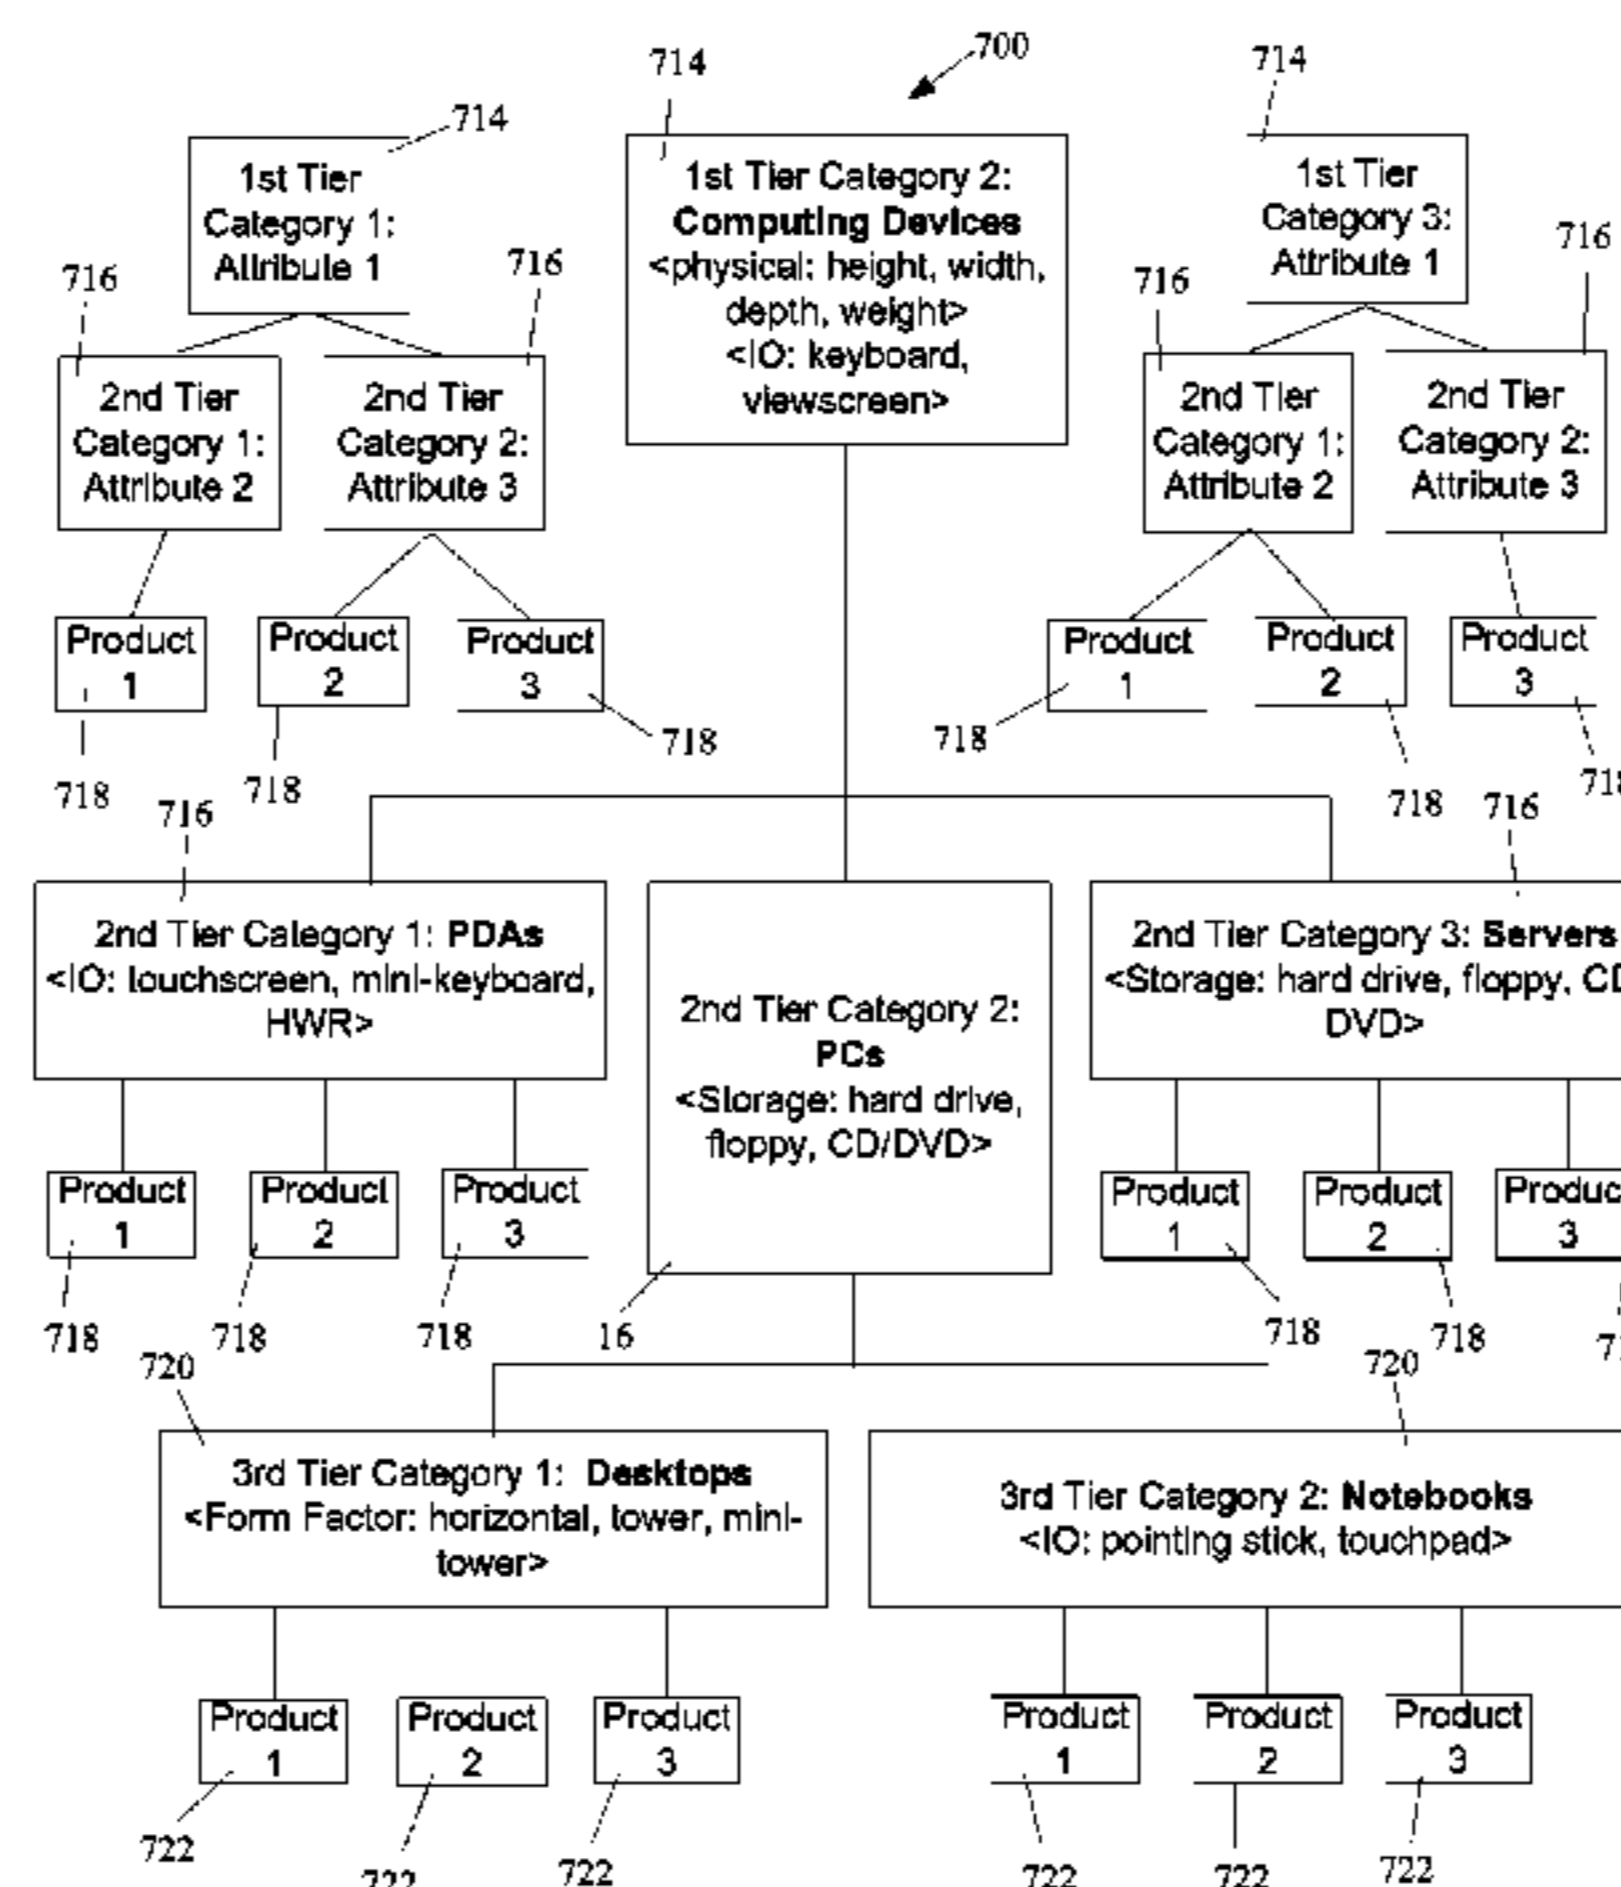 700
714
714
714
1st Tier
Category 1:
Attribute 1
1st Tier Category 2:
Computing Devices
<physical: height, width,
depth, weight>
<IO: keyboard,
viewscreen>
1st Tier
Category 3:
Attribute 1
716
716
716
716
2nd Tier
Category 1:
Attribute 2
2nd Tier
Category 2:
Attribute 3
2nd Tier
Category 1:
Attribute 2
2nd Tier
Category 2:
Attribute 3
Product
1
Product
2
Product
3
Product
1
Product
2
Product
3
718
718
718
718
718
716
716
2nd Tier Category 1: PDAs
<IO: touchscreen, mini-keyboard,
HWR>
2nd Tier Category 2:
PCs
<Storage: hard drive,
floppy, CD/DVD>
2nd Tier Category 3: Servers
<Storage: hard drive, floppy,
DVD>
Product
1
Product
2
Product
3
Product
1
Product
2
3
718
718
718
16
718
718
720
720
3rd Tier Category 1: Desktops
<Form Factor: horizontal, tower, mini-
tower>
3rd Tier Category 2: Notebooks
<IO: pointing stick, touchpad>
Product
1
Product
2
Product
3
Product
1
Product
2
Product
3
722
722
722
722
722
722